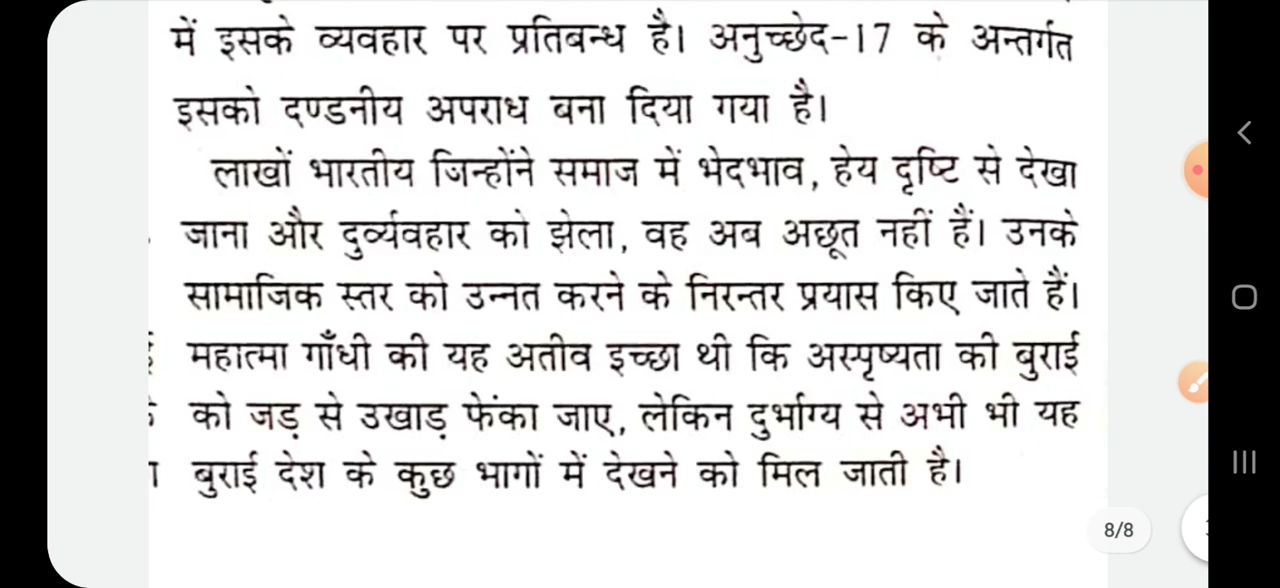 में इसके व्यवहार पर प्रतिबन्ध है। अनुच्छेद-17 के अन्तर्गत
इसको दण्डनीय अपराध बना दिया गया है।
लाखों भारतीय जिन्होंने समाज में भेदभाव, हेय दृष्टि से देखा
जाना और दुर्व्यवहार को झेला, वह अब अछूत नहीं हैं। उनके
सामाजिक स्तर को उन्नत करने के निरन्तर प्रयास किए जाते हैं।
महात्मा गाँधी की यह अतीव इच्छा थी कि अस्पृष्यता की बुराई
को जड़ से उखाड़ फेंका जाए, लेकिन दुर्भाग्य से अभी भी यह
बुराई देश के कुछ भागों में देखने को मिल जाती है।
8/8